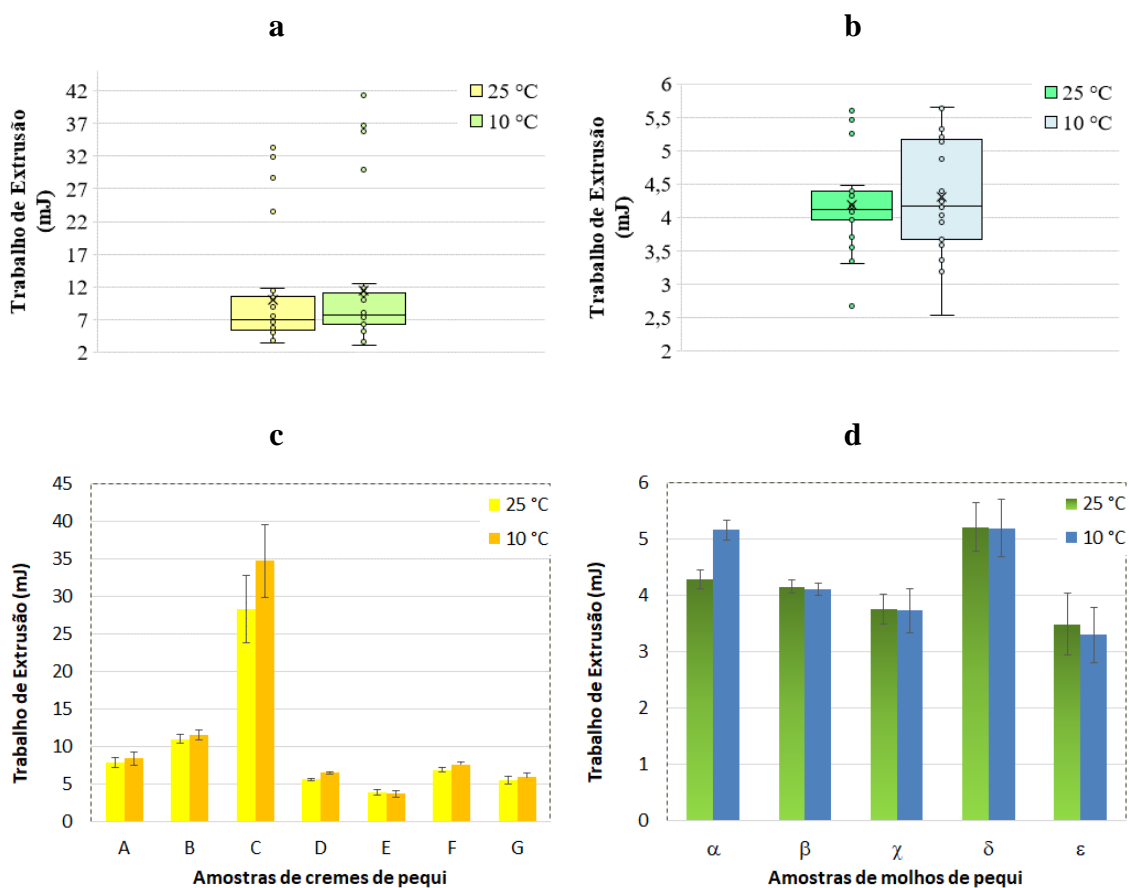 a
42
37
32
27
22
17
12
7
2
Trabalho de Extrusão
(mJ)
25 °C
10 °C
b
6
5,5
5
4,5
4
3,5
3
2,5
2
Trabalho de Extrusão
(mJ)
25 °C
10 °C
c
45
40
35
30
25
20
15
10
5
0
Trabalho de Extrusão (mJ)
25 °C
10 °C
A B C D E F G
Amostras de cremes de pequi
d
6
5
4
3
2
1
0
Trabalho de Extrusão (mJ)
25 °C
10 °C
α β χ δ ε
Amostras de molhos de pequi